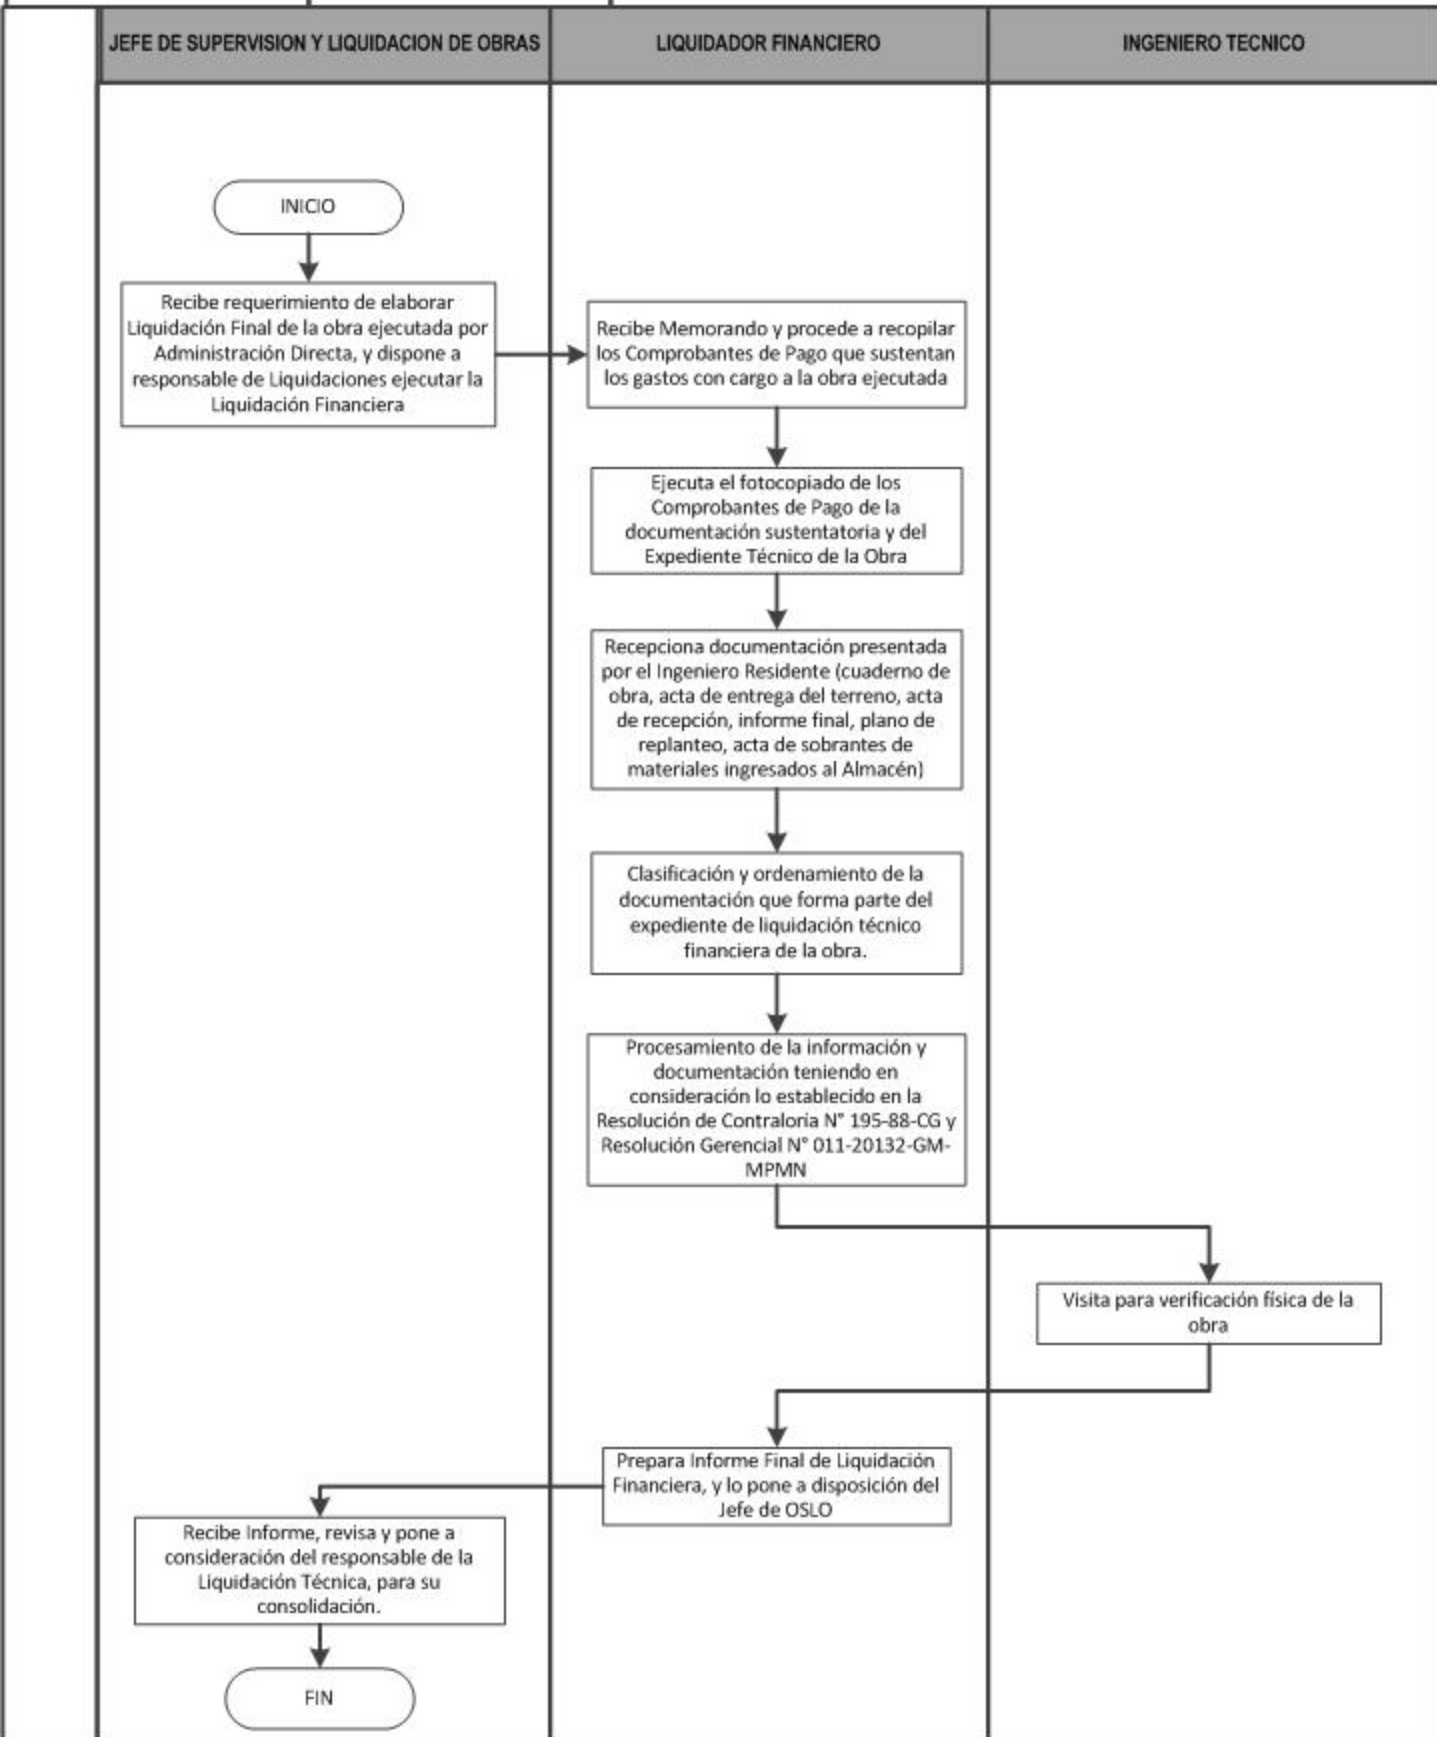 JEFE DE SUPERVISION Y LIQUIDACION DE OBRAS
LIQUIDADOR FINANCIERO
INGENIERO TECNICO
INICIO
Recibe requerimiento de elaborar
Liquidación Final de la obra ejecutada por
Administración Directa, y dispone a
responsable de Liquidaciones ejecutar la
Liquidación Financiera
Recibe Memorando y procede a recopilar
los Comprobantes de Pago que sustentan
los gastos con cargo a la obra ejecutada
Ejecuta el fotocopiado de los
Comprobantes de Pago de la
documentación sustentatoria y del
Expediente Técnico de la Obra
Recepciona documentación presentada
por el Ingeniero Residente (cuaderno de
obra, acta de entrega del terreno, acta
de recepción, informe final, plano de
replanteo, acta de sobrantes de
materiales ingresados al Almacén)
Clasificación y ordenamiento de la
documentación que forma parte del
expediente de liquidación técnico
financiera de la obra.
Procesamiento de la información y
documentación teniendo en
consideración lo establecido en la
Resolución de Contraloria N° 195-88-CG y
Resolución Gerencial N° 011-20132-GM-
MPMN
Visita para verificación física de la
obra
Prepara Informe Final de Liquidación
Financiera, y lo pone a disposición del
Jefe de OSLO
Recibe Informe, revisa y pone a
consideración del responsable de la
Liquidación Técnica, para su
consolidación.
FIN